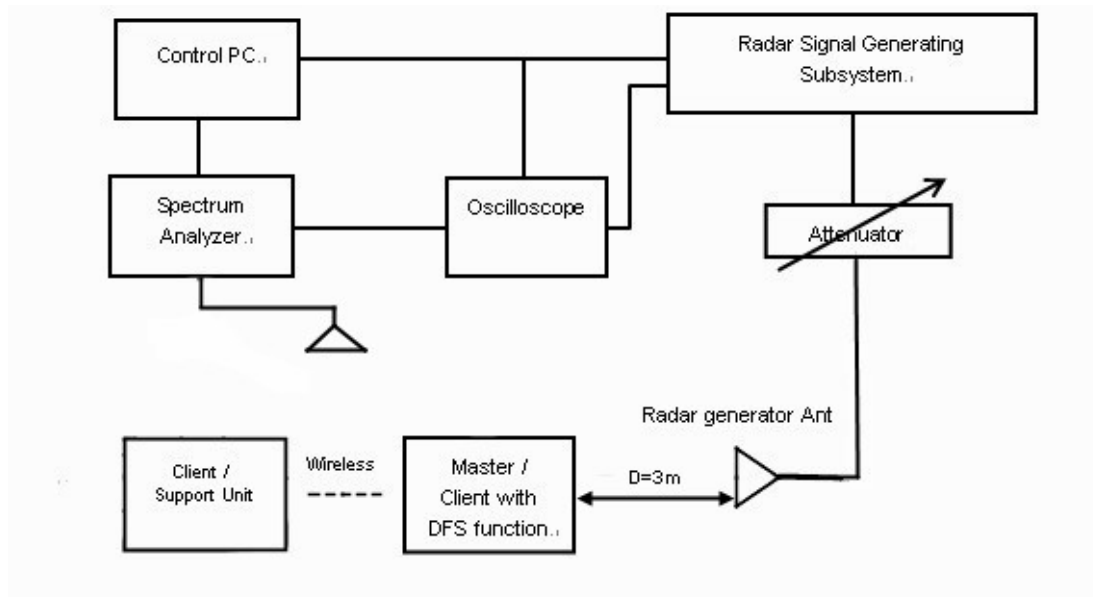 Control PC.
Radar Signal Generating
Subsystem.
Spectrum
Analyzer.
Oscilloscope
Attenuator
Radar generator Ant
Client /
Support Unit
Wireless
Master /
Client with
DFS function.
D=3m